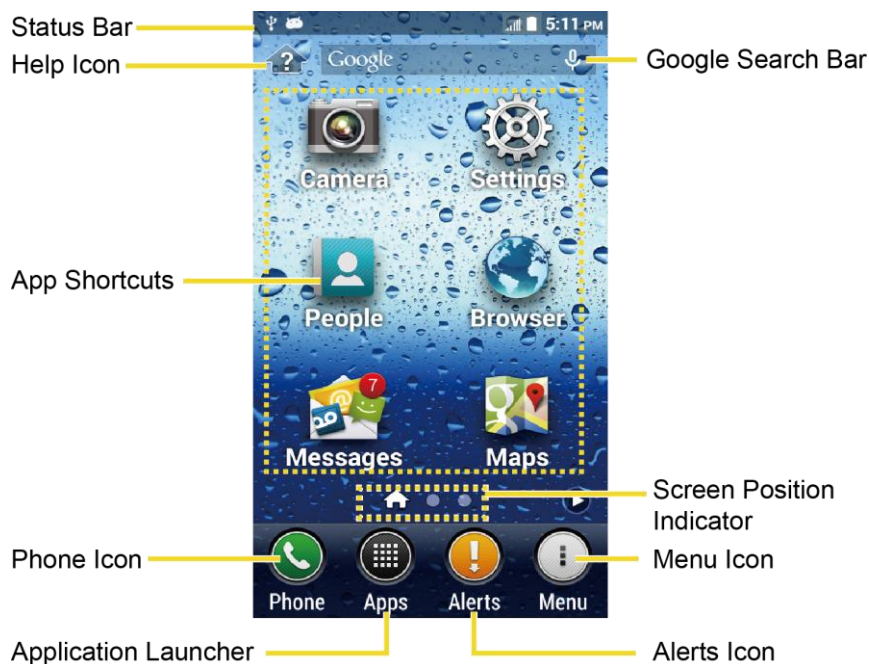 Status Bar
5:11 PM
Help Icon
?
Google
Google Search Bar
Camera
Settings
App Shortcuts
People
Browser
@
7
g
Messages
Maps
Screen Position
Indicator
Phone Icon
!
Menu Icon
Phone
Apps
Alerts
Menu
Application Launcher
Alerts Icon